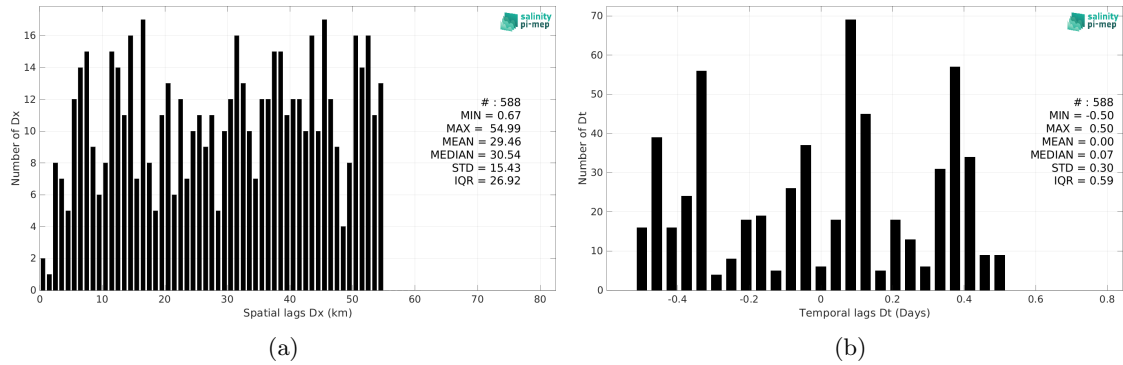 salinity
pi-mep
16
14
12
10
8
6
4
2
0
Number of Dx
# : 588
MIN = 0.67
MAX = 54.99
MEAN = 29.46
MEDIAN = 30.54
STD = 15.43
IQR = 26.92
0 10 20 30 40 50 60 70 80
Spatial lags Dx (km)
(a)
salinity
pi-mep
70
60
50
40
30
20
10
0
Number of Dt
# : 588
MIN = -0.50
MAX = 0.50
MEAN = 0.00
MEDIAN = 0.07
STD = 0.30
IQR = 0.59
-0.4 -0.2 0 0.2 0.4 0.6 0.8
Temporal lags Dt (Days)
(b)